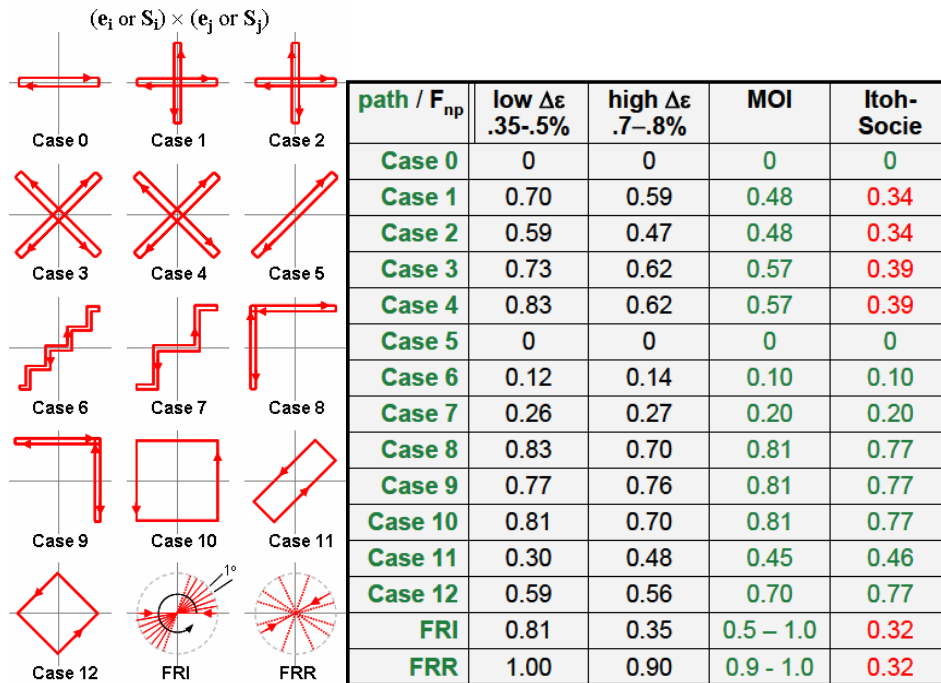 (e_i or S_i) × (e_j or S_j)
Case 0 Case 1 Case 2
Case 3 Case 4 Case 5
Case 6 Case 7 Case 8
Case 9 Case 10 Case 11
1°
Case 12 FRI FRR
path / F_np low Δε .35-.5% high Δε .7–.8% MOI Itoh-Socie
Case 0 0 0 0 0
Case 1 0.70 0.59 0.48 0.34
Case 2 0.59 0.47 0.48 0.34
Case 3 0.73 0.62 0.57 0.39
Case 4 0.83 0.62 0.57 0.39
Case 5 0 0 0 0
Case 6 0.12 0.14 0.10 0.10
Case 7 0.26 0.27 0.20 0.20
Case 8 0.83 0.70 0.81 0.77
Case 9 0.77 0.76 0.81 0.77
Case 10 0.81 0.70 0.81 0.77
Case 11 0.30 0.48 0.45 0.46
Case 12 0.59 0.56 0.70 0.77
FRI 0.81 0.35 0.5 – 1.0 0.32
FRR 1.00 0.90 0.9 - 1.0 0.32